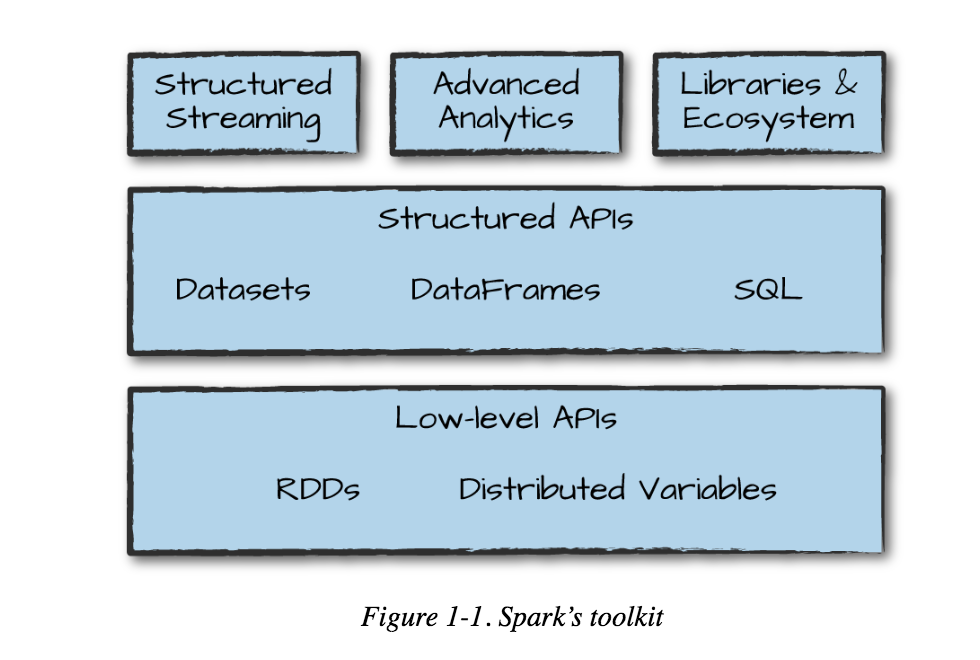 Structured
Streaming
Advanced
Analytics
Libraries &
Ecosystem
Structured APIs
Datasets
DataFrames
SQL
Low-level APIs
RDDs
Distributed Variables
Figure 1-1. Spark’s toolkit